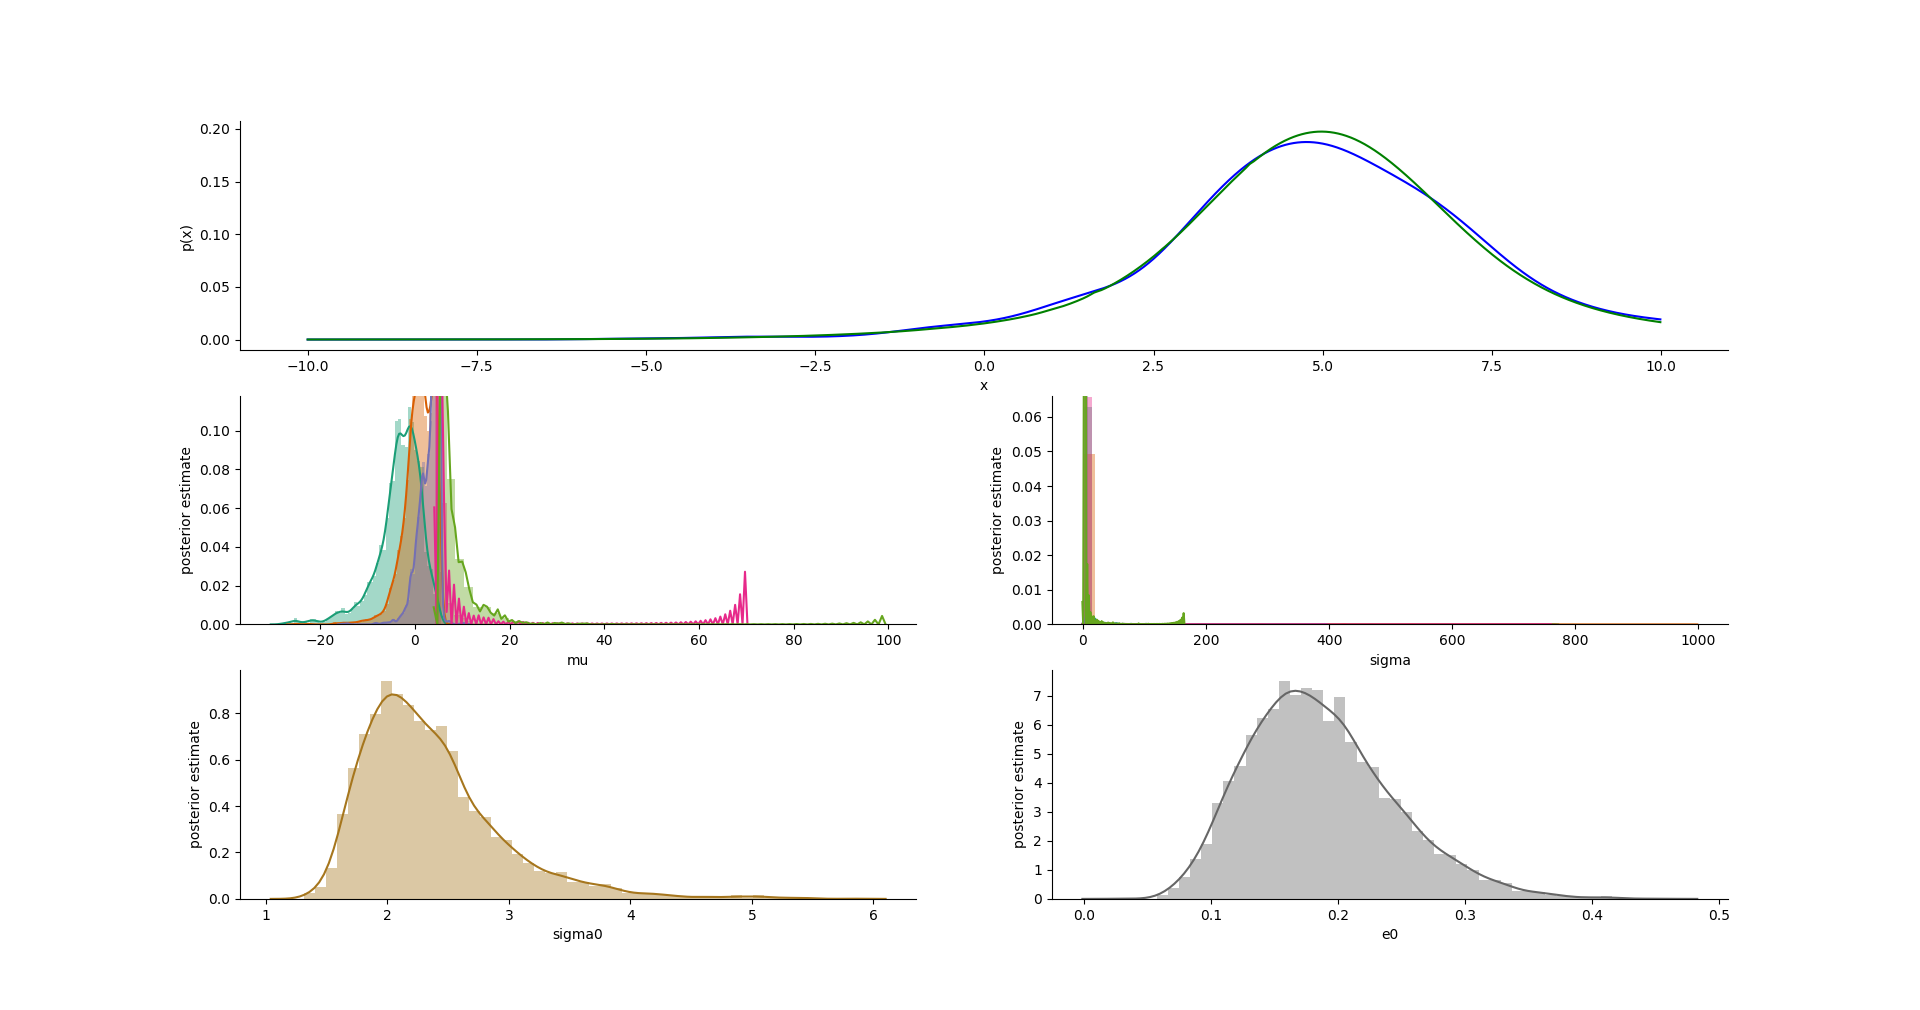 0.20
0.15
0.10
0.05
0.00
p(x)
−10.0 −7.5 −5.0 −2.5 0.0 2.5 5.0 7.5 10.0
x
0.10
0.08
0.06
0.04
0.02
0.00
posterior estimate
−20 0 20 40 60 80 100
mu
0.06
0.05
0.04
0.03
0.02
0.01
0.00
posterior estimate
0 200 400 600 800 1000
sigma
0.8
0.6
0.4
0.2
0.0
posterior estimate
1 2 3 4 5 6
sigma0
7
6
5
4
3
2
1
0
posterior estimate
0.0 0.1 0.2 0.3 0.4 0.5
e0